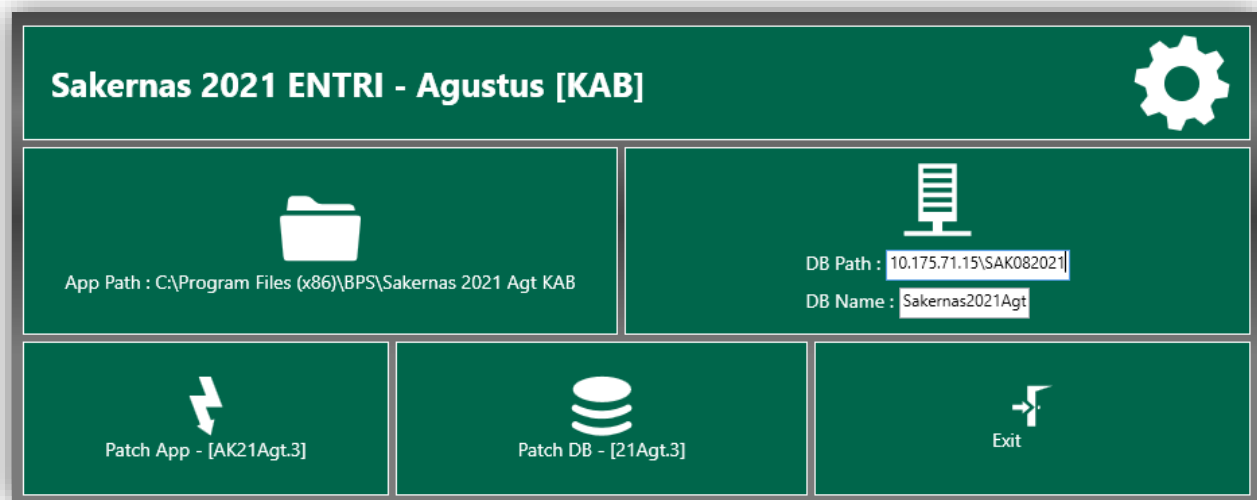 Sakernas 2021 ENTRI - Agustus [KAB]
App Path : C:\Program Files (x86)\BPS\Sakernas 2021 Agt KAB
DB Path : 10.175.71.15\SAK082021
DB Name : Sakernas2021Agt
Patch App - [AK21Agt.3]
Patch DB - [21Agt.3]
Exit